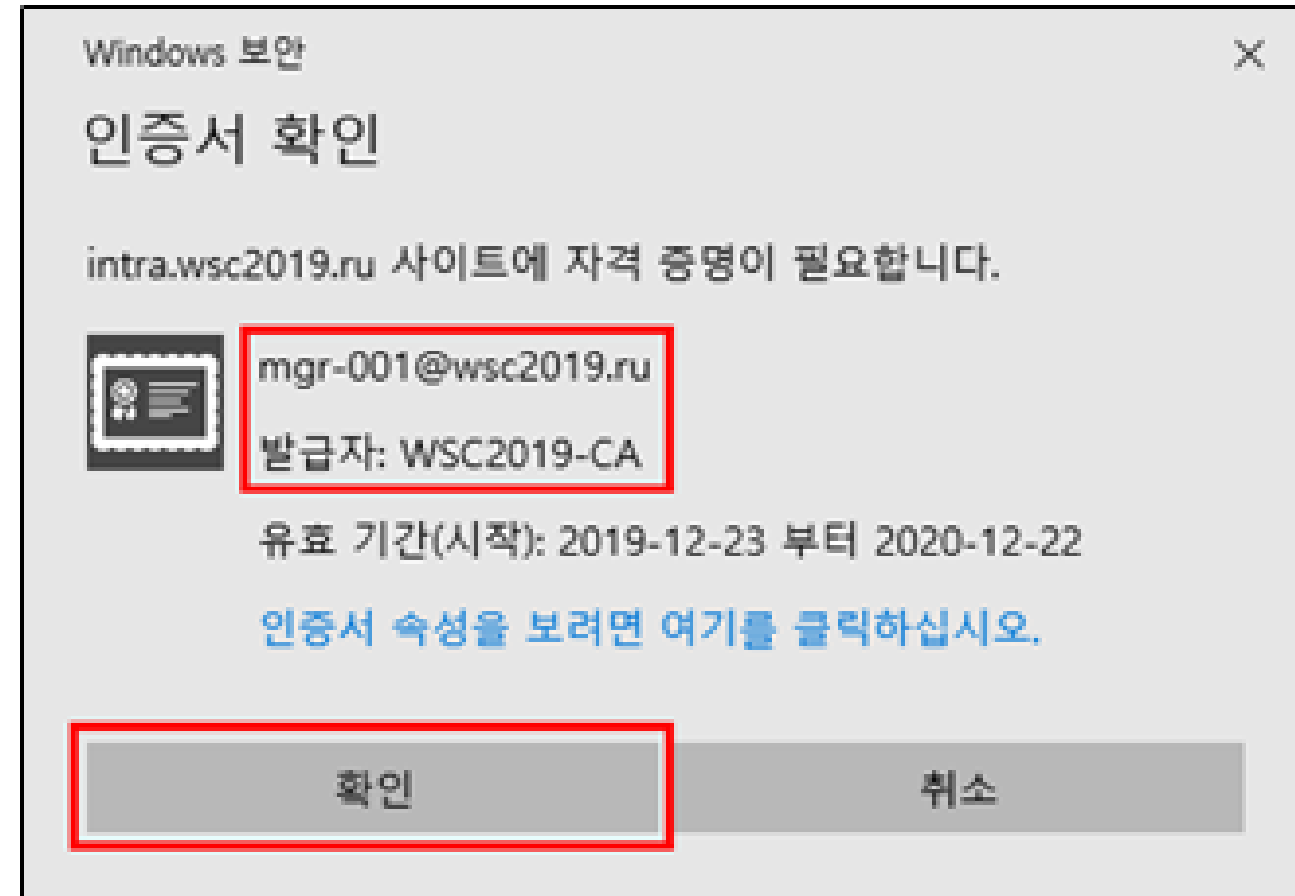 Windows 보안
인증서 확인
intra.wsc2019.ru 사이트에 자격 증명이 필요합니다.
mgr-001@wsc2019.ru
발급자: WSC2019-CA
유효 기간(시작): 2019-12-23 부터 2020-12-22
인증서 속성을 보려면 여기를 클릭하십시오.
확인
취소